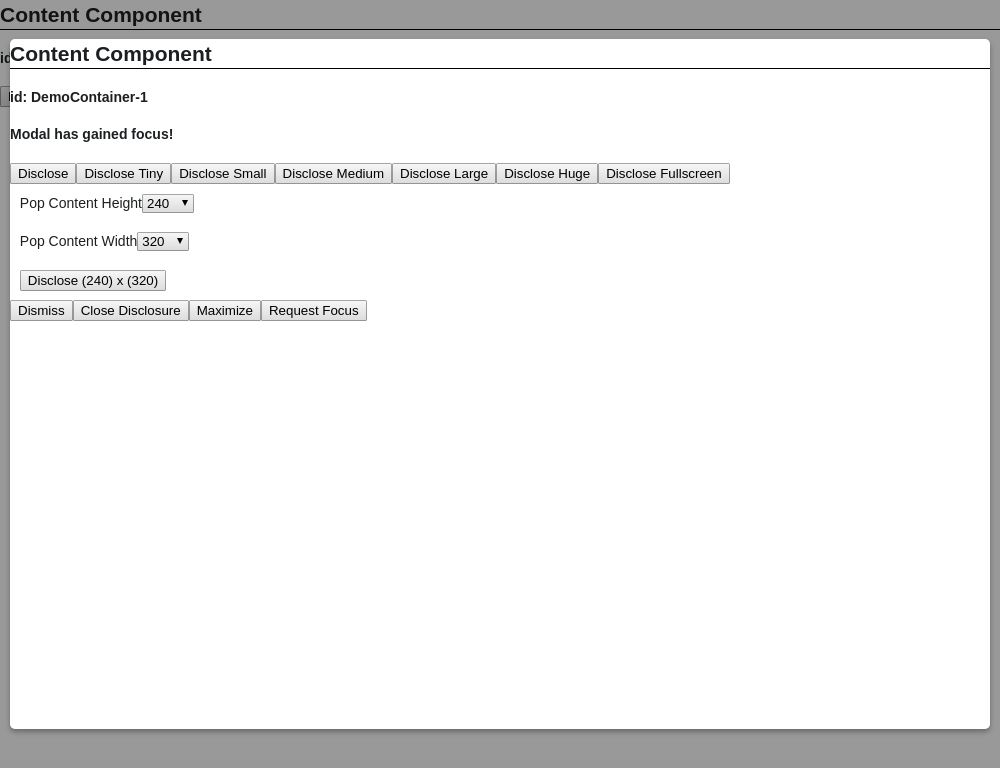 Content Component
id
Content Component
id: DemoContainer-1
Modal has gained focus!
Disclose Disclose Tiny Disclose Small Disclose Medium Disclose Large Disclose Huge Disclose Fullscreen
Pop Content Height 240
Pop Content Width 320
Disclose (240) x (320)
Dismiss Close Disclosure Maximize Request Focus